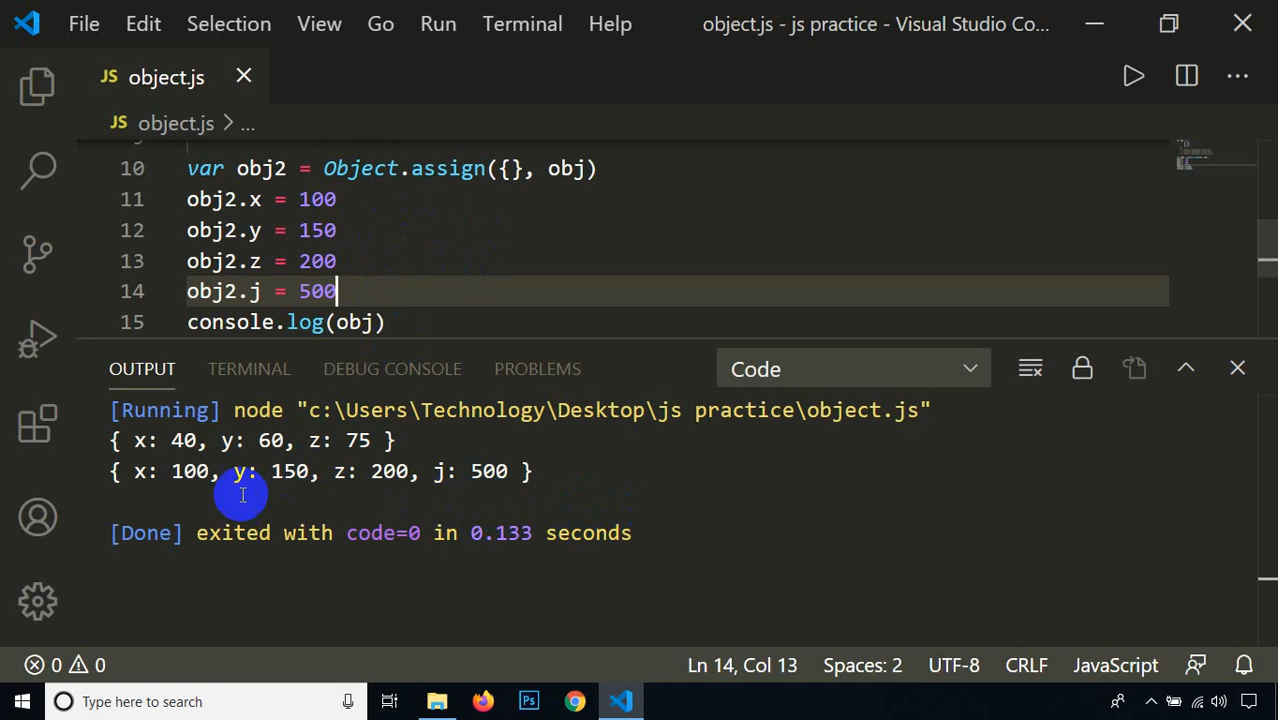 File Edit Selection View Go Run Terminal Help object.js - js practice - Visual Studio Co...
JS object.js
JS object.js > ...
10 var obj2 = Object.assign({}, obj)
11 obj2.x = 100
12 obj2.y = 150
13 obj2.z = 200
14 obj2.j = 500
15 console.log(obj)
OUTPUT TERMINAL DEBUG CONSOLE PROBLEMS Code
[Running] node "c:\Users\Technology\Desktop\js practice\object.js"
{ x: 40, y: 60, z: 75 }
{ x: 100, y: 150, z: 200, j: 500 }
[Done] exited with code=0 in 0.133 seconds
0 0 Ln 14, Col 13 Spaces: 2 UTF-8 CRLF JavaScript
Type here to search Ps